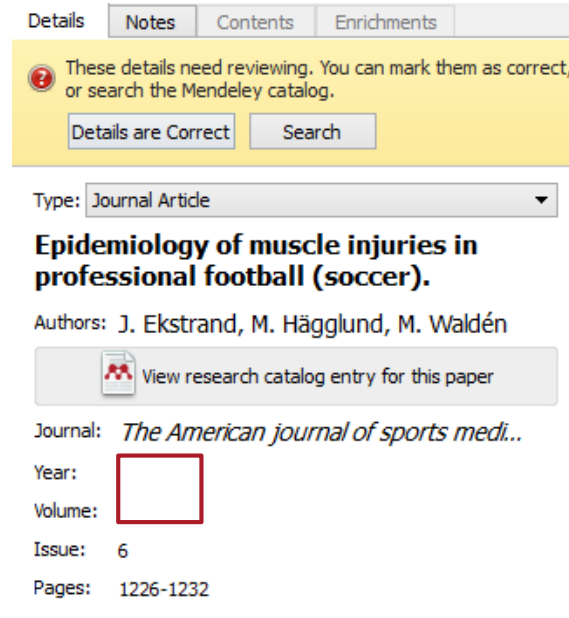 Details Notes Contents Enrichments
These details need reviewing. You can mark them as correct,
or search the Mendeley catalog.
Details are Correct Search
Type: Journal Article
Epidemiology of muscle injuries in
professional football (soccer).
Authors: J. Ekstrand, M. Hägglund, M. Waldén
View research catalog entry for this paper
Journal: The American journal of sports medi...
Year:
Volume:
Issue: 6
Pages: 1226-1232